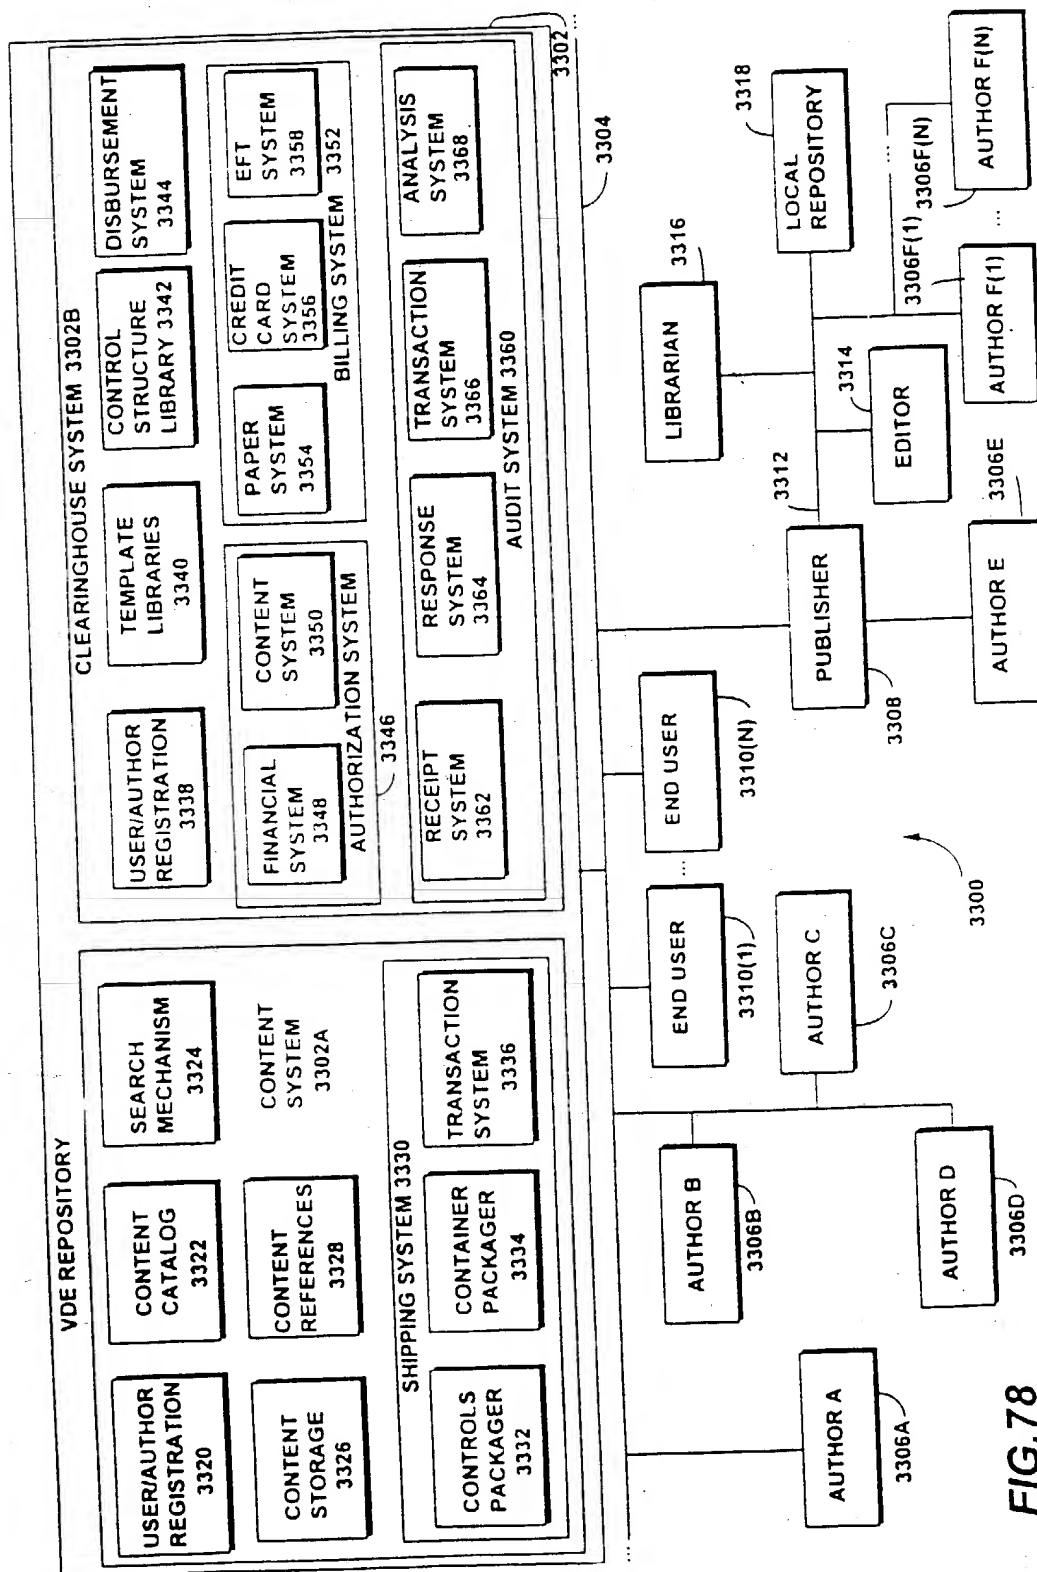 VDE REPOSITORY
USER/AUTHOR
REGISTRATION
3320
CONTENT
CATALOG
3322
SEARCH
MECHANISM
3324
CONTENT
STORAGE
3326
CONTENT
REFERENCES
3328
CONTENT
SYSTEM
3302A
SHIPPING SYSTEM 3330
CONTROLS
PACKAGER
3332
CONTAINER
PACKAGER
3334
TRANSACTION
SYSTEM
3336
CLEARINGHOUSE SYSTEM 3302B
USER/AUTHOR
REGISTRATION
3338
TEMPLATE
LIBRARIES
3340
CONTROL
STRUCTURE
LIBRARY 3342
DISBURSEMENT
SYSTEM
3344
FINANCIAL
SYSTEM
3348
CONTENT
SYSTEM
3350
AUTHORIZATION SYSTEM
3346
PAPER
SYSTEM
3354
CREDIT
CARD
SYSTEM
3356
EFT
SYSTEM
3358
BILLING SYSTEM 3352
RECEIPT
SYSTEM
3362
RESPONSE
SYSTEM
3364
TRANSACTION
SYSTEM
3366
ANALYSIS
SYSTEM
3368
AUDIT SYSTEM 3360
3302
...
3304
...
AUTHOR A
3306A
AUTHOR B
3306B
AUTHOR C
3306C
AUTHOR D
3306D
END USER
3310(1)
...
END USER
3310(N)
3300
PUBLISHER
3308
3312
LIBRARIAN
3316
EDITOR
3314
LOCAL
REPOSITORY
3318
AUTHOR E
3306E
AUTHOR F(1)
3306F(1)
...
AUTHOR F(N)
3306F(N)
...
FIG.78